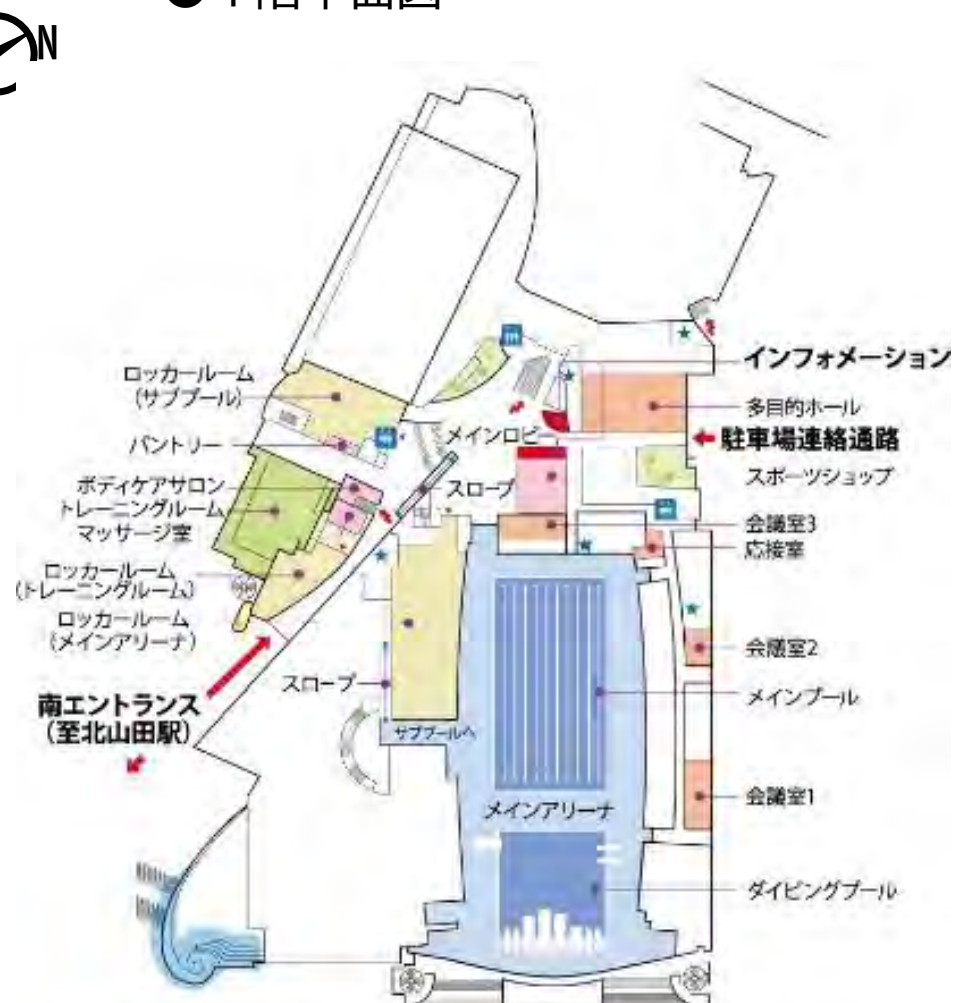 N
インフォメーション
ロッカールーム
(サブプール)
多目的ホール
メインロビー
駐車場連絡通路
パントリー
スポーツショップ
ボディケアサロン
スロープ
トレーニングルーム
マッサージ室
会議室3
応接室
ロッカールーム
(トレーニングルーム)
ロッカールーム
(メインアリーナ)
会議室2
スロープ
メインプール
南エントランス
(至北山田駅)
サブプールへ
会議室1
メインアリーナ
ダイビングプール